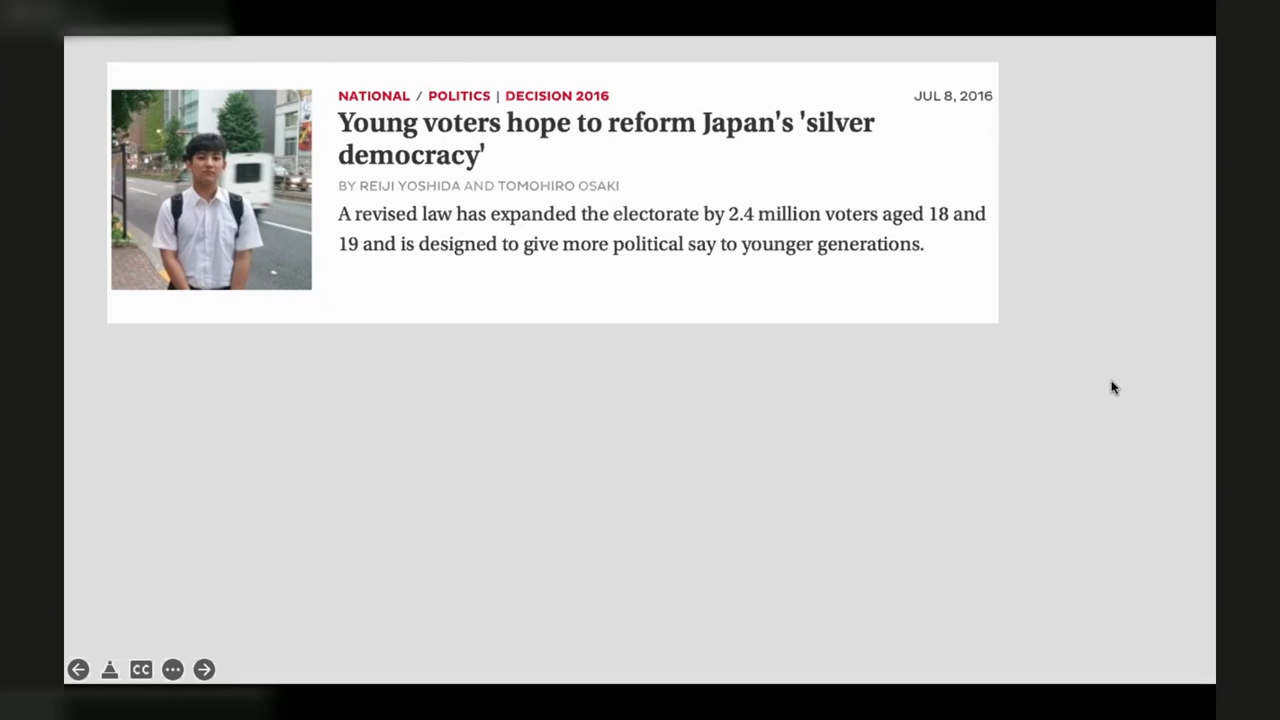 NATIONAL / POLITICS | DECISION 2016 JUL 8, 2016
Young voters hope to reform Japan's 'silver
democracy'
BY REIJI YOSHIDA AND TOMOHIRO OSAKI
A revised law has expanded the electorate by 2.4 million voters aged 18 and
19 and is designed to give more political say to younger generations.
CC